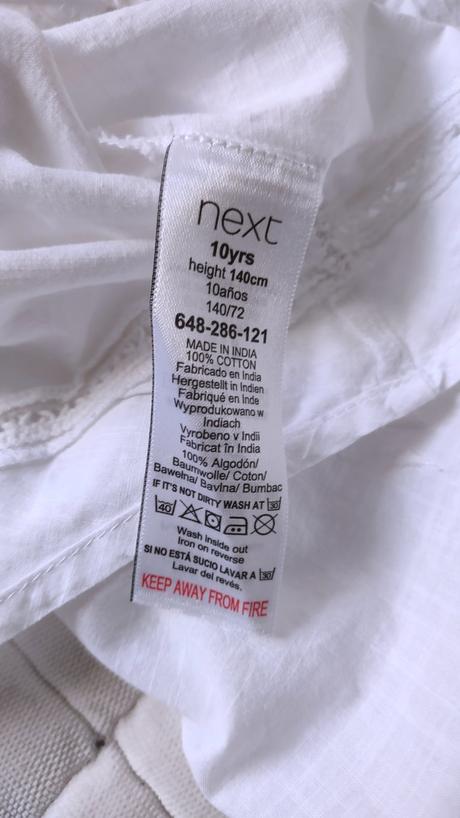 next
10yrs
height 140cm
10años
140/72
648-286-121
MADE IN INDIA
100% COTTON
Fabricado en India
Hergestellt in Indien
Fabriqué en Inde
Wyprodukowano w
Indiach
Vyrobeno v Indii
Fabricat în India
100% Algodón/
Baumwolle/ Coton/
Bawełna/ Bavlna/ Bumbac
IF IT'S NOT DIRTY WASH AT 30
40
Wash inside out
Iron on reverse
SI NO ESTÁ SUCIO LAVAR A 30
Lavar del revés.
KEEP AWAY FROM FIRE